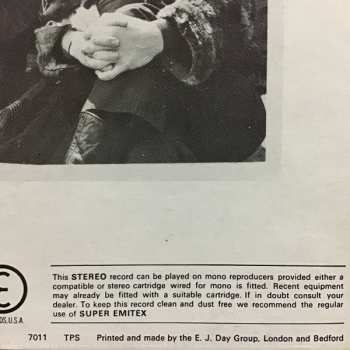 This STEREO record can be played on mono reproducers provided either a
compatible or stereo cartridge wired for mono is fitted. Recent equipment
may already be fitted with a suitable cartridge. If in doubt consult your
dealer. To keep this record clean and dust free we recommend the regular
use of SUPER EMITEX
E
DS, U.S.A.
7011 TPS Printed and made by the E. J. Day Group, London and Bedford